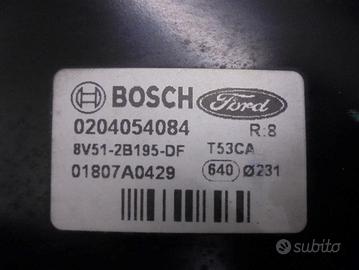 BOSCH Ford
0204054084 R:8
8V51-2B195-DF T53CA
01807A0429 640 Ø231
subito